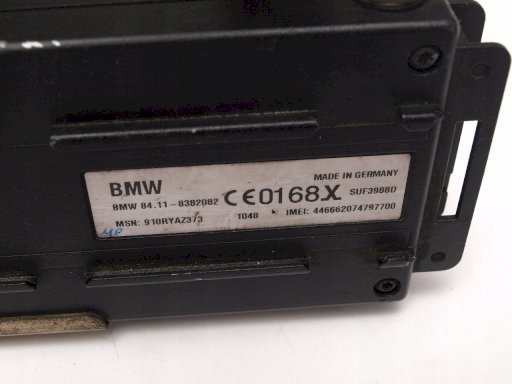 BMW MADE IN GERMANY
BMW 84.11-8382082 CE0168X SUF3988D
MSN: 910RYAZ373 1048 IMEI: 446662074797700